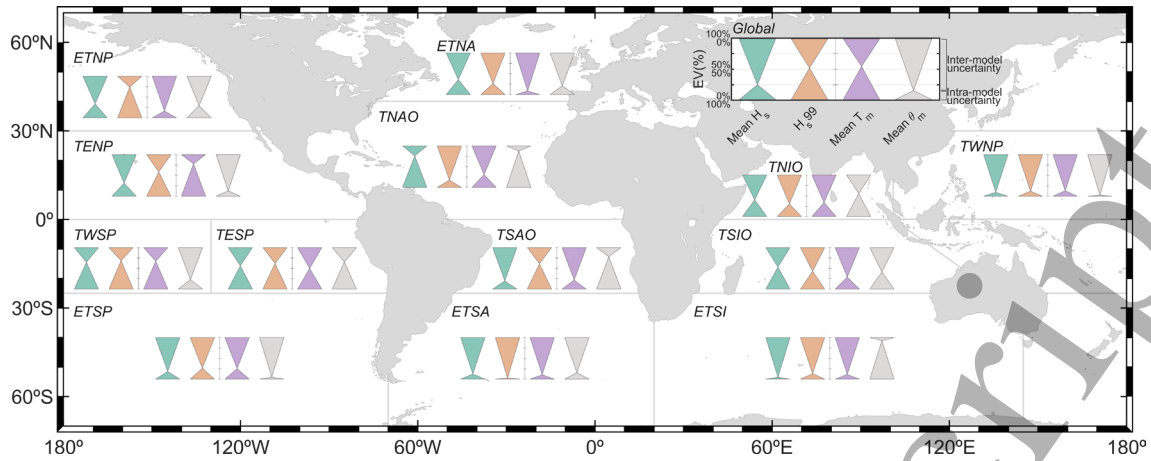 60ºN
30ºN
0º
30ºS
60ºS
180º
120ºW
60ºW
0º
60ºE
120ºE
180º
ETNP
ETNA
TNAO
TENP
TNIO
TWNP
TWSP
TESP
TSAO
TSIO
ETSP
ETSA
ETSI
Global
EV(%)
100%
0%
50%
50%
0%
100%
Inter-model
uncertainty
Intra-model
uncertainty
Mean Hs
Hs99
Mean Tm
Mean θm
ript